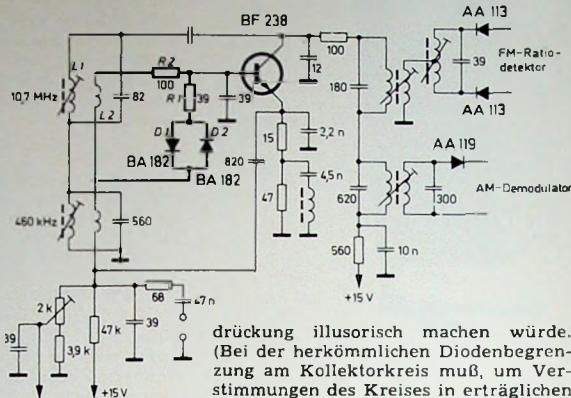 BF 238
AA 113
L1
R2
100
100
12
FM-Ratio-
detektor
10,7 MHz
82
L2
R1
39
39
180
39
AA 113
D1
D2
15
2,2 n
BA 182
BA 182
820
4,5 n
AA 119
460 kHz
560
47
620
300
AM-Demodulator
560
10 n
+15 V
2 k
68
47 n
39
3,9 k
47 k
39
+15 V
drückung illusorisch machen würde.
(Bei der herkömmlichen Diodenbegren-
zung am Kollektorkreis muß, um Ver-
stimmungen des Kreises in erträglichen